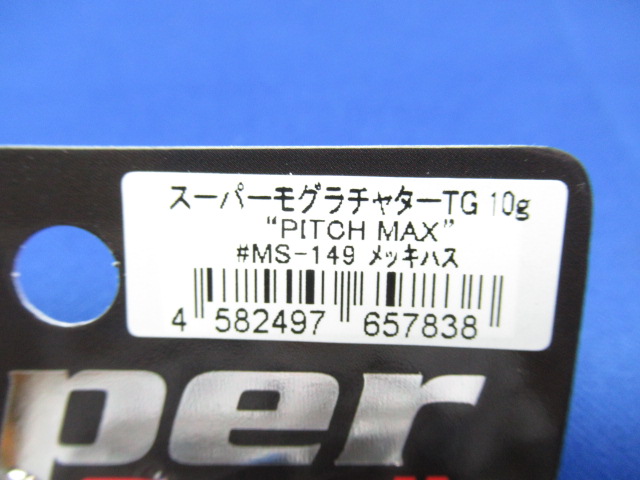 スーパーモグラチャターTG 10g
“PITCH MAX”
#MS-149 メッキハス
4 582497 657838
per